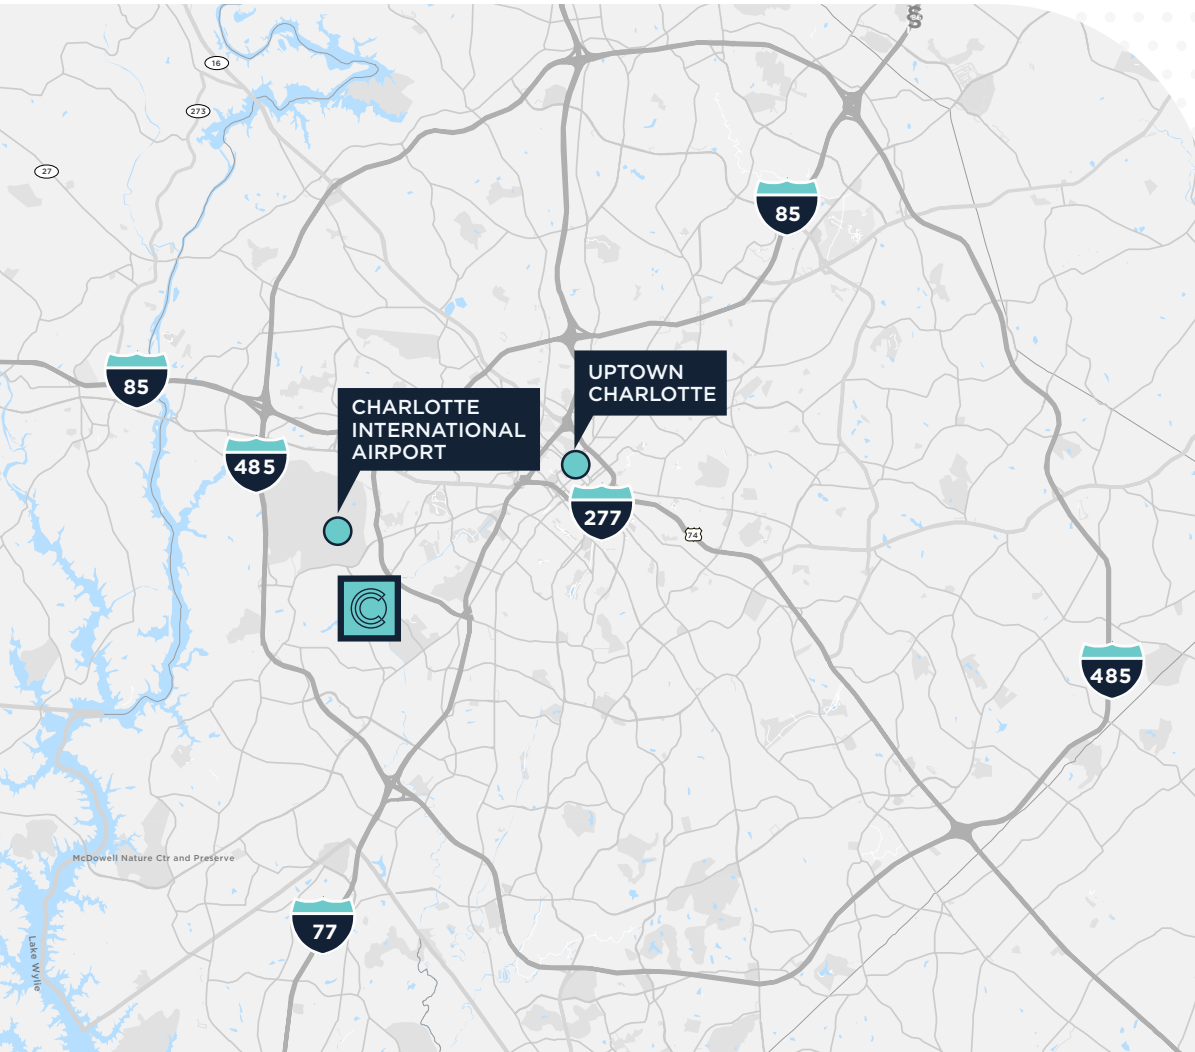 16
273
27
85
85
UPTOWN
CHARLOTTE
CHARLOTTE
INTERNATIONAL
AIRPORT
485
277
74
485
McDowell Nature Ctr and Preserve
77
Lake Wylie